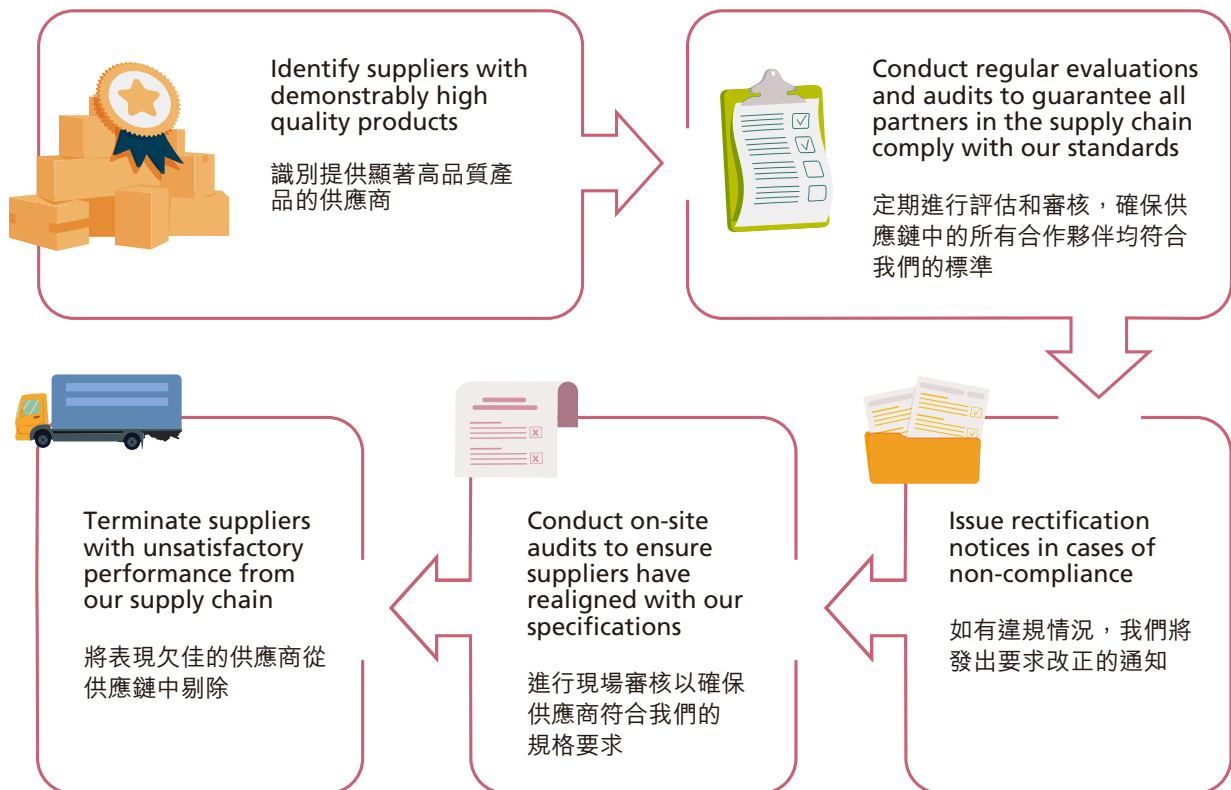 Identify suppliers with
demonstrably high
quality products
識別提供顯著高品質產
品的供應商
Conduct regular evaluations
and audits to guarantee all
partners in the supply chain
comply with our standards
定期進行評估和審核，確保供
應鏈中的所有合作夥伴均符合
我們的標準
Issue rectification
notices in cases of
non-compliance
如有違規情況，我們將
發出要求改正的通知
Conduct on-site
audits to ensure
suppliers have
realigned with our
specifications
進行現場審核以確保
供應商符合我們的
規格要求
Terminate suppliers
with unsatisfactory
performance from
our supply chain
將表現欠佳的供應商從
供應鏈中剔除